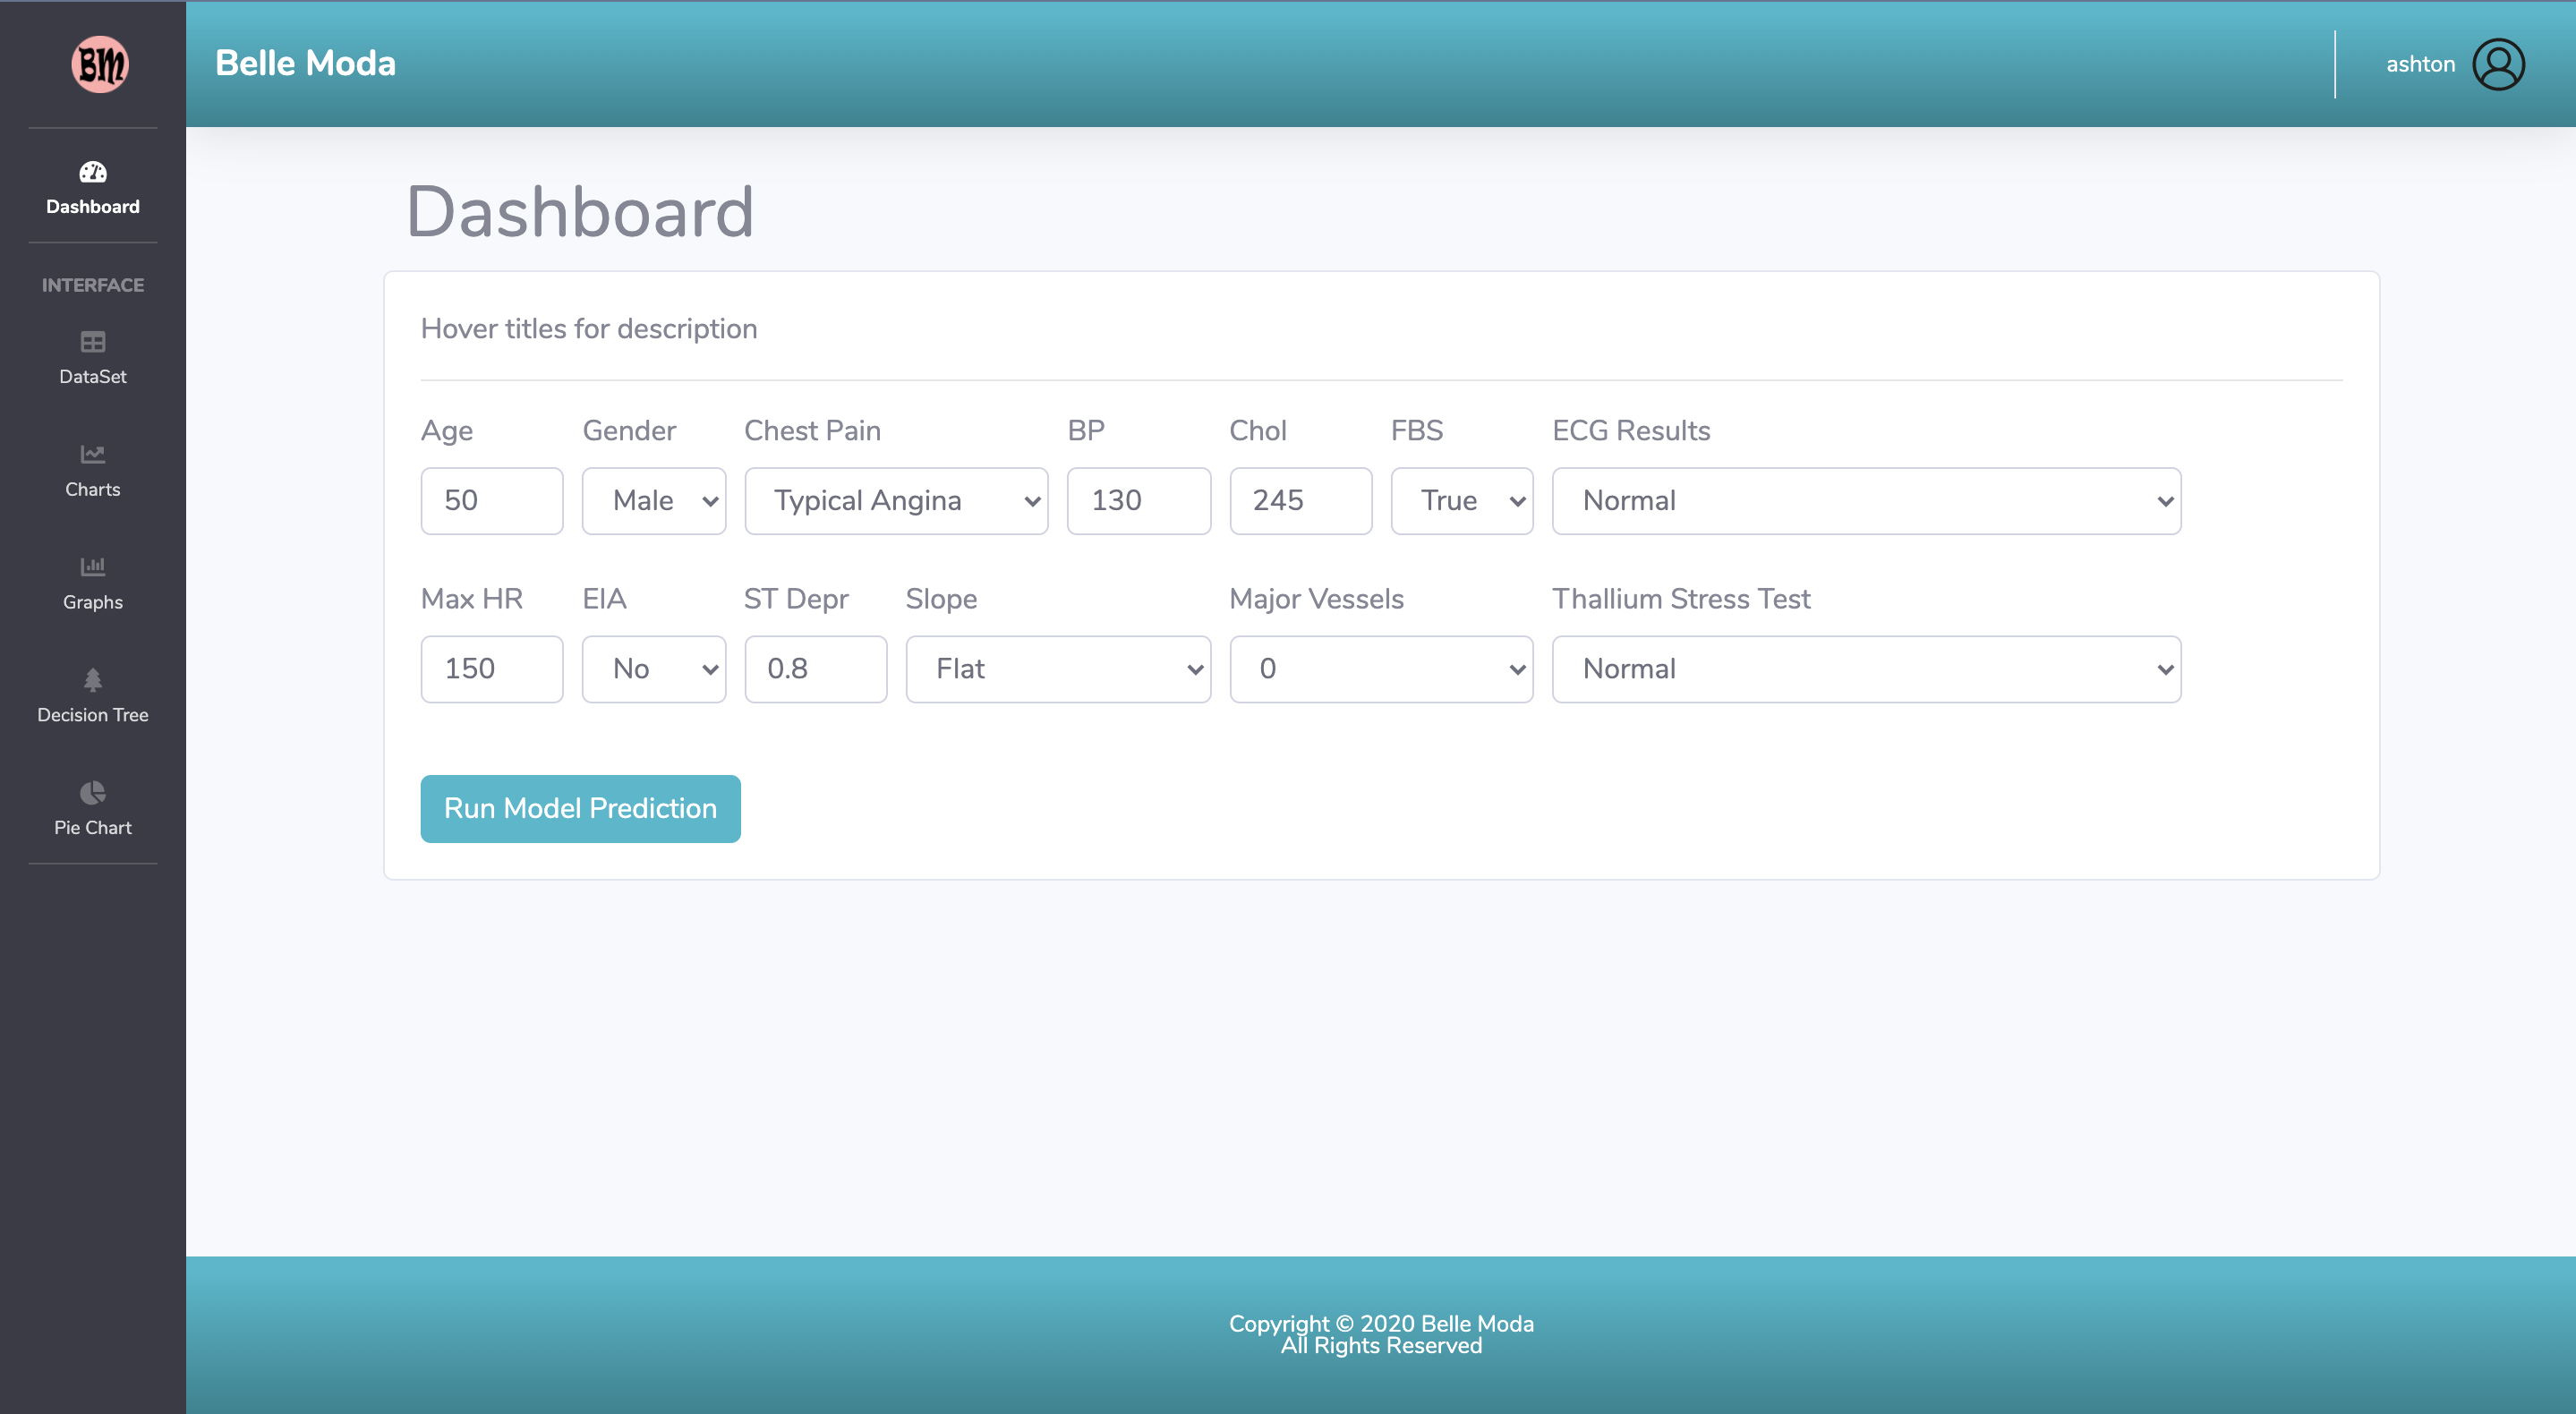 BM
Belle Moda
ashton
Dashboard
INTERFACE
DataSet
Charts
Graphs
Decision Tree
Pie Chart
Dashboard
Hover titles for description
Age Gender Chest Pain BP Chol FBS ECG Results
50 Male Typical Angina 130 245 True Normal
Max HR EIA ST Depr Slope Major Vessels Thallium Stress Test
150 No 0.8 Flat 0 Normal
Run Model Prediction
Copyright © 2020 Belle Moda
All Rights Reserved